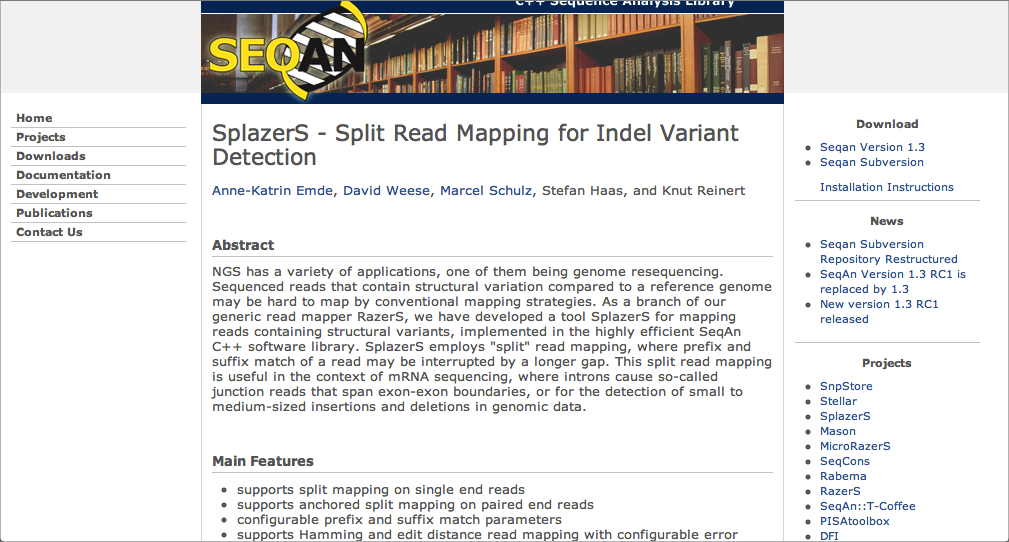 C++ Sequence Analysis Library
SEQAN
Home
Projects
Downloads
Documentation
Development
Publications
Contact Us
SplazerS - Split Read Mapping for Indel Variant
Detection
Anne-Katrin Emde, David Weese, Marcel Schulz, Stefan Haas, and Knut Reinert
Abstract
NGS has a variety of applications, one of them being genome resequencing.
Sequenced reads that contain structural variation compared to a reference genome
may be hard to map by conventional mapping strategies. As a branch of our
generic read mapper RazerS, we have developed a tool SplazerS for mapping
reads containing structural variants, implemented in the highly efficient SeqAn
C++ software library. SplazerS employs "split" read mapping, where prefix and
suffix match of a read may be interrupted by a longer gap. This split read mapping
is useful in the context of mRNA sequencing, where introns cause so-called
junction reads that span exon-exon boundaries, or for the detection of small to
medium-sized insertions and deletions in genomic data.
Main Features
supports split mapping on single end reads
supports anchored split mapping on paired end reads
configurable prefix and suffix match parameters
supports Hamming and edit distance read mapping with configurable error
Download
Seqan Version 1.3
Seqan Subversion
Installation Instructions
News
Seqan Subversion
Repository Restructured
SeqAn Version 1.3 RC1 is
replaced by 1.3
New version 1.3 RC1
released
Projects
SnpStore
Stellar
SplazerS
Mason
MicroRazerS
SeqCons
Rabema
RazerS
SeqAn::T-Coffee
PISAtoolbox
DFI